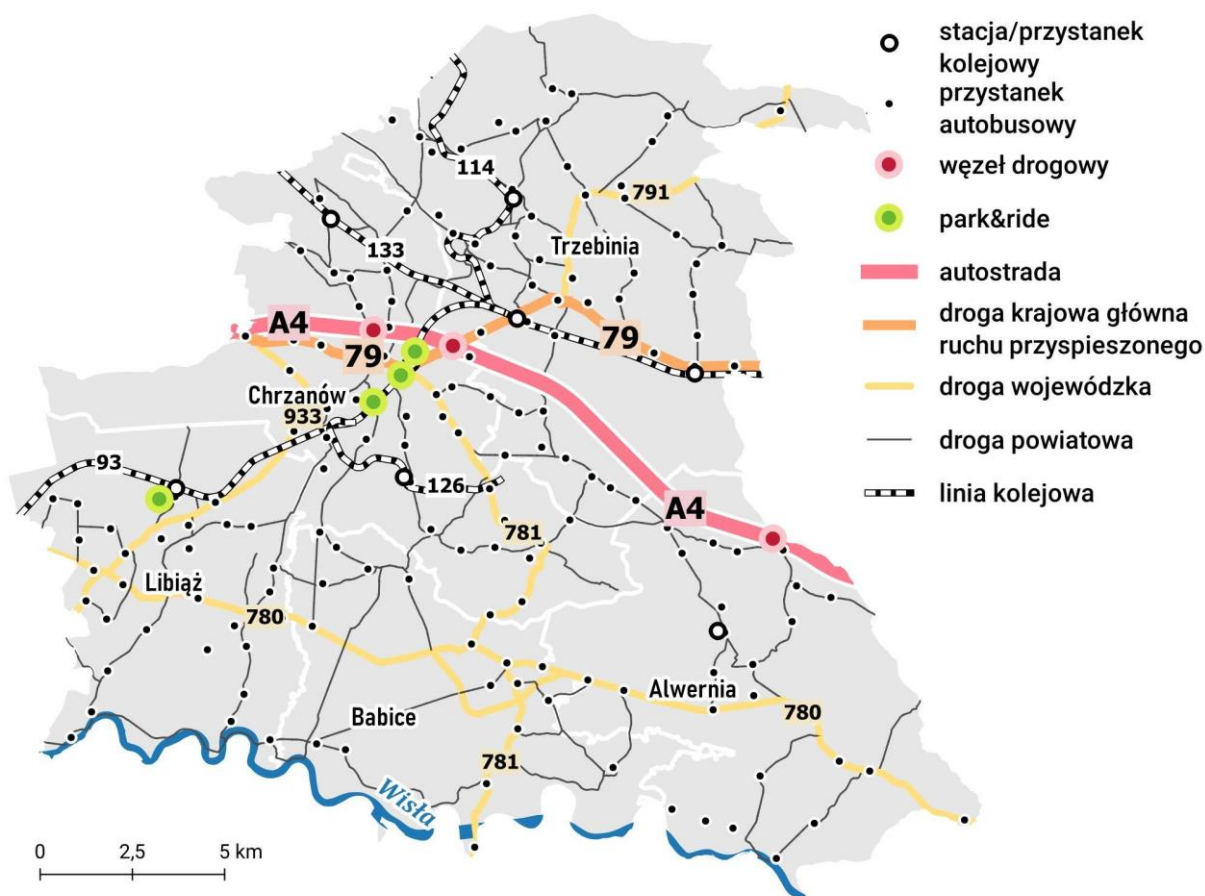 stacja/przystanek
kolejowy
przystanek
autobusowy
węzeł drogowy
park&ride
autostrada
droga krajowa główna
ruchu przyspieszonego
droga wojewódzka
droga powiatowa
linia kolejowa
114
791
133
Trzebinia
A4
79
79
Chrzanów
933
93
126
A4
781
Libiąż
780
Alwernia
Babice
780
781
Wisła
0 2,5 5 km